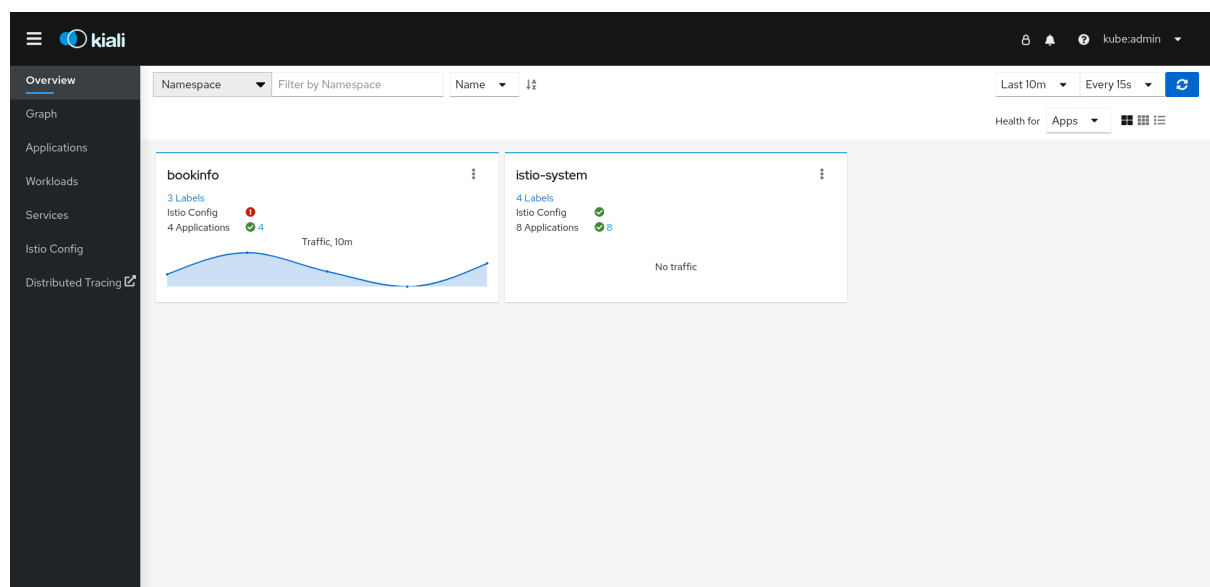 kiali
kube:admin
Overview
Graph
Applications
Workloads
Services
Istio Config
Distributed Tracing
Namespace Filter by Namespace Name
Last 10m Every 15s
Health for Apps
bookinfo
3 Labels
Istio Config
4 Applications 4
Traffic, 10m
istio-system
4 Labels
Istio Config
8 Applications 8
No traffic